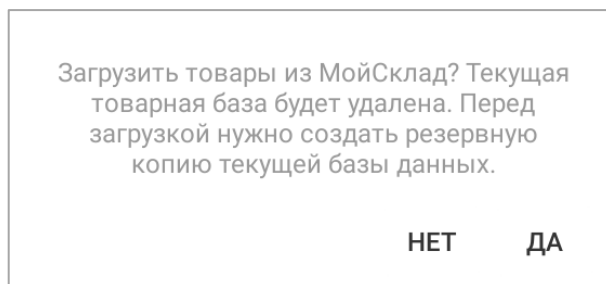 Загрузить товары из МойСклад? Текущая
товарная база будет удалена. Перед
загрузкой нужно создать резервную
копию текущей базы данных.
НЕТ ДА